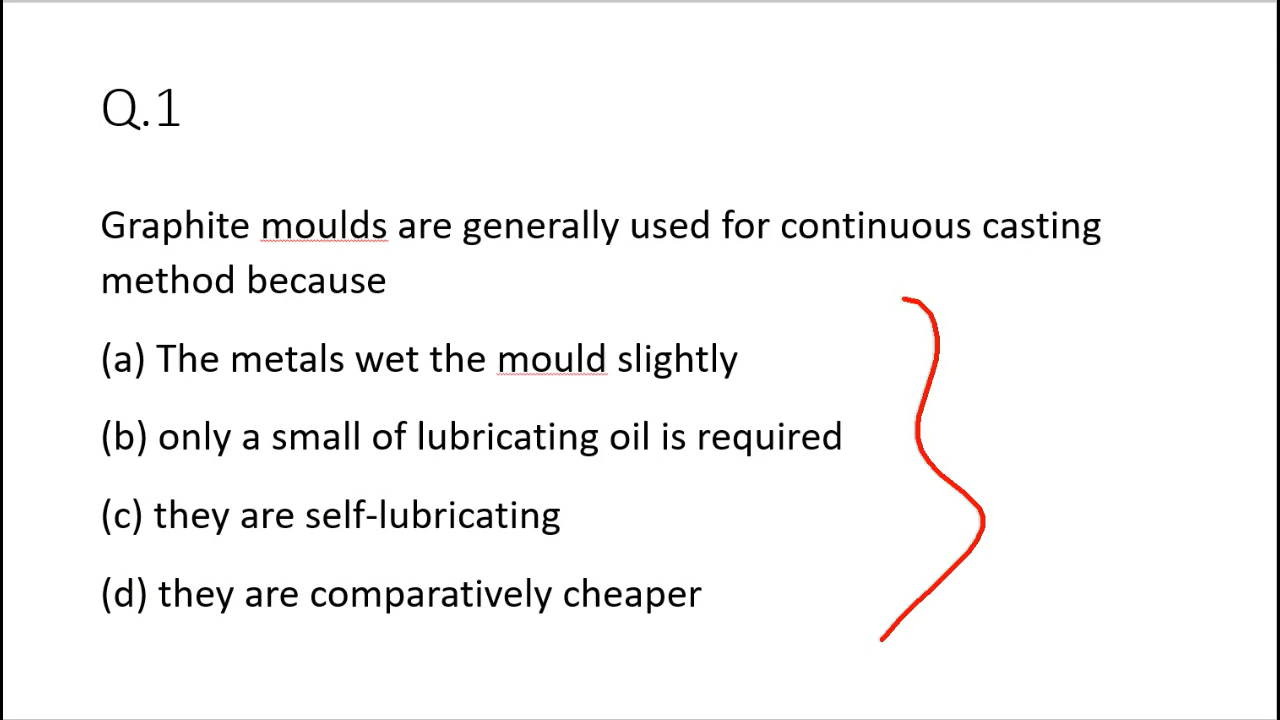 Q.1
Graphite moulds are generally used for continuous casting
method because
(a) The metals wet the mould slightly
(b) only a small of lubricating oil is required
(c) they are self-lubricating
(d) they are comparatively cheaper